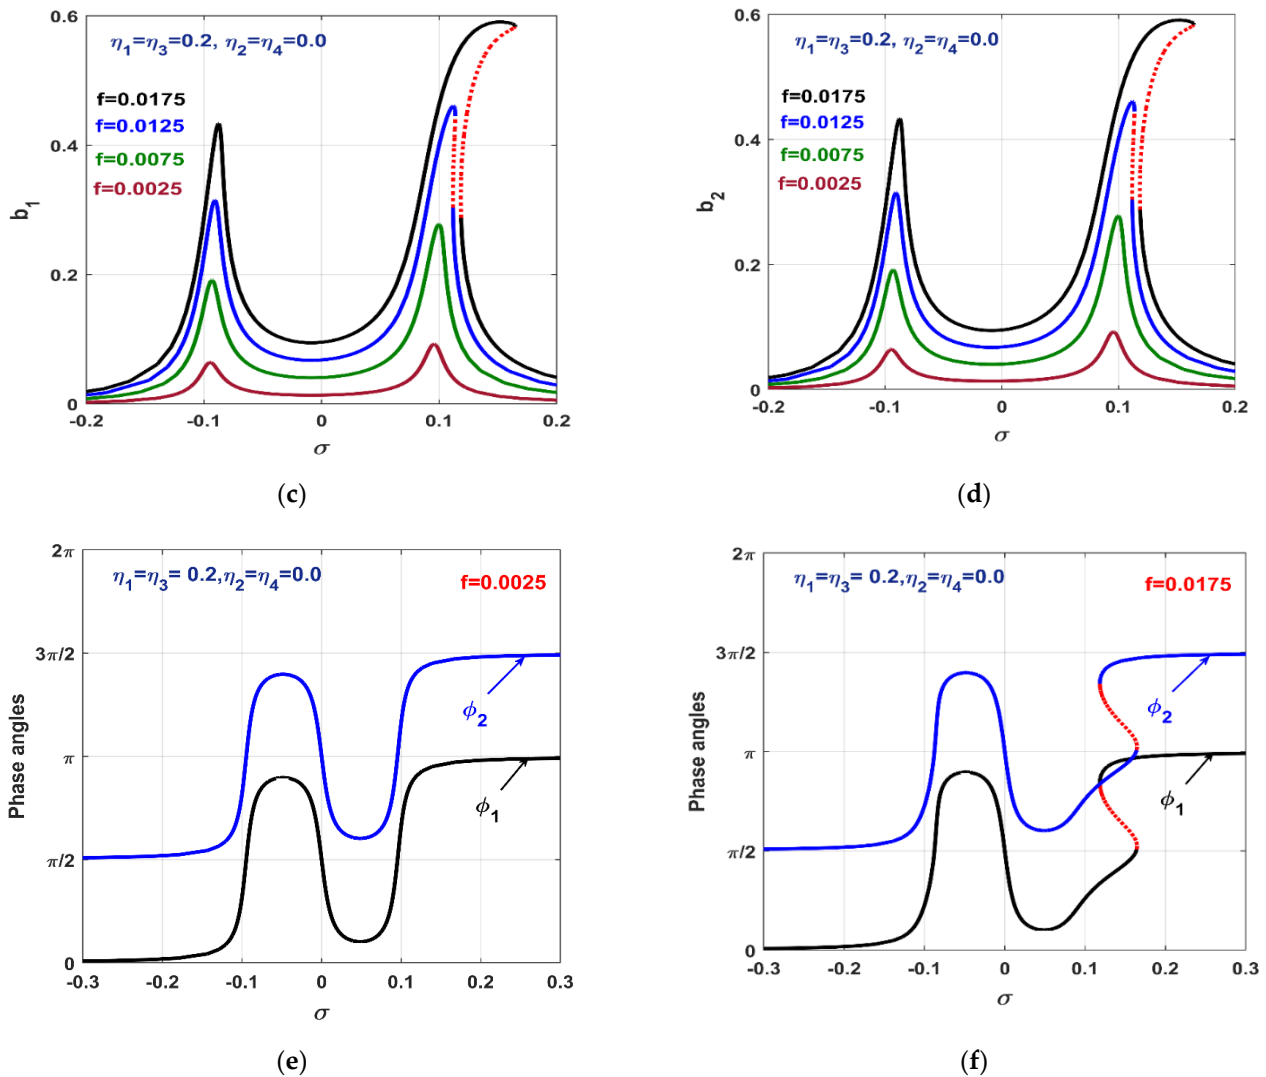 η₁=η₃=0.2, η₂=η₄=0.0
f=0.0175
f=0.0125
f=0.0075
f=0.0025
b₁
0.6
0.4
0.2
0
-0.2 -0.1 0 0.1 0.2
σ
(c)
η₁=η₃=0.2, η₂=η₄=0.0
f=0.0175
f=0.0125
f=0.0075
f=0.0025
b₂
0.6
0.4
0.2
0
-0.2 -0.1 0 0.1 0.2
σ
(d)
η₁=η₃= 0.2,η₂=η₄=0.0
f=0.0025
Phase angles
2π
3π/2
π
π/2
0
ϕ₂
ϕ₁
-0.3 -0.2 -0.1 0 0.1 0.2 0.3
σ
(e)
η₁=η₃= 0.2,η₂=η₄=0.0
f=0.0175
Phase angles
2π
3π/2
π
π/2
0
ϕ₂
ϕ₁
-0.3 -0.2 -0.1 0 0.1 0.2 0.3
σ
(f)